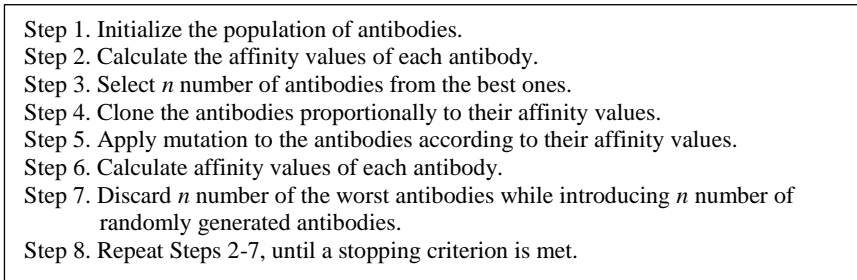 Step 1. Initialize the population of antibodies.
Step 2. Calculate the affinity values of each antibody.
Step 3. Select n number of antibodies from the best ones.
Step 4. Clone the antibodies proportionally to their affinity values.
Step 5. Apply mutation to the antibodies according to their affinity values.
Step 6. Calculate affinity values of each antibody.
Step 7. Discard n number of the worst antibodies while introducing n number of
randomly generated antibodies.
Step 8. Repeat Steps 2-7, until a stopping criterion is met.